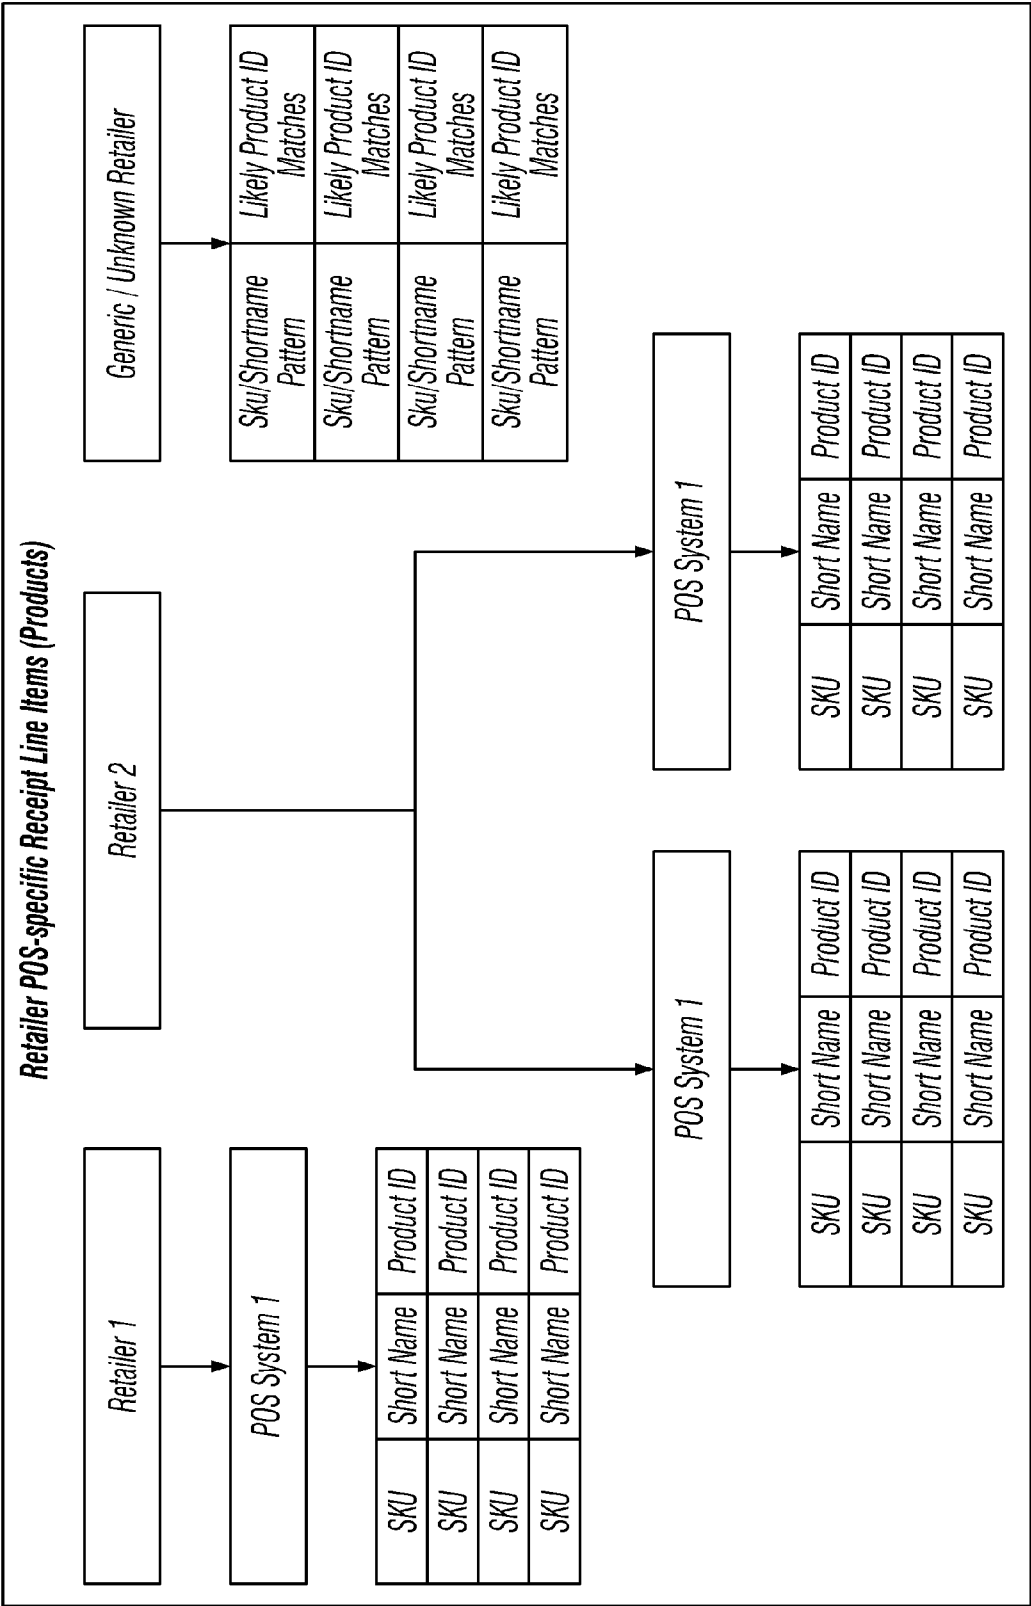 Retailer POS-specific Receipt Line Items (Products)
Retailer 1
Retailer 2
Generic / Unknown Retailer
POS System 1
SKU Short Name Product ID
SKU Short Name Product ID
SKU Short Name Product ID
SKU Short Name Product ID
Sku/Shortname Likely Product ID
Pattern Matches
Sku/Shortname Likely Product ID
Pattern Matches
Sku/Shortname Likely Product ID
Pattern Matches
Sku/Shortname Likely Product ID
Pattern Matches
POS System 1
SKU Short Name Product ID
SKU Short Name Product ID
SKU Short Name Product ID
SKU Short Name Product ID
POS System 1
SKU Short Name Product ID
SKU Short Name Product ID
SKU Short Name Product ID
SKU Short Name Product ID